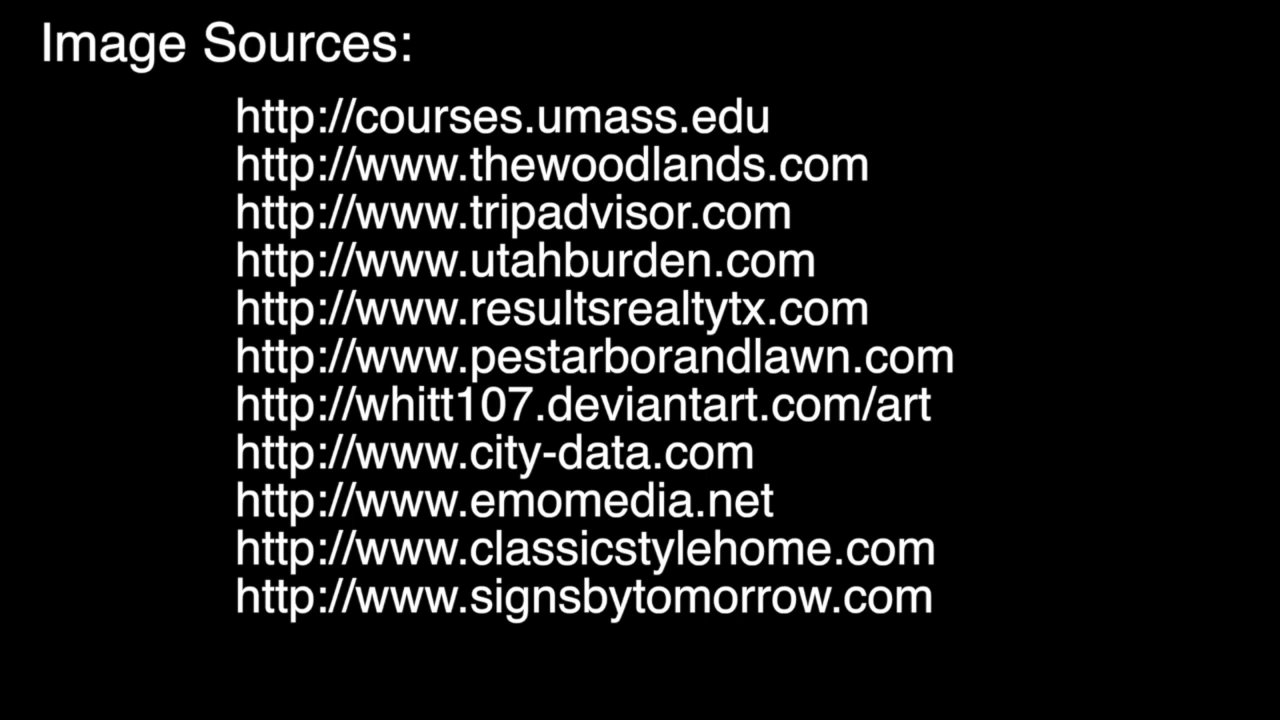 Image Sources:
http://courses.umass.edu
http://www.thewoodlands.com
http://www.tripadvisor.com
http://www.utahburden.com
http://www.resultsrealtytx.com
http://www.pestarborandlawn.com
http://whitt107.deviantart.com/art
http://www.city-data.com
http://www.emomedia.net
http://www.classicstylehome.com
http://www.signsbytomorrow.com